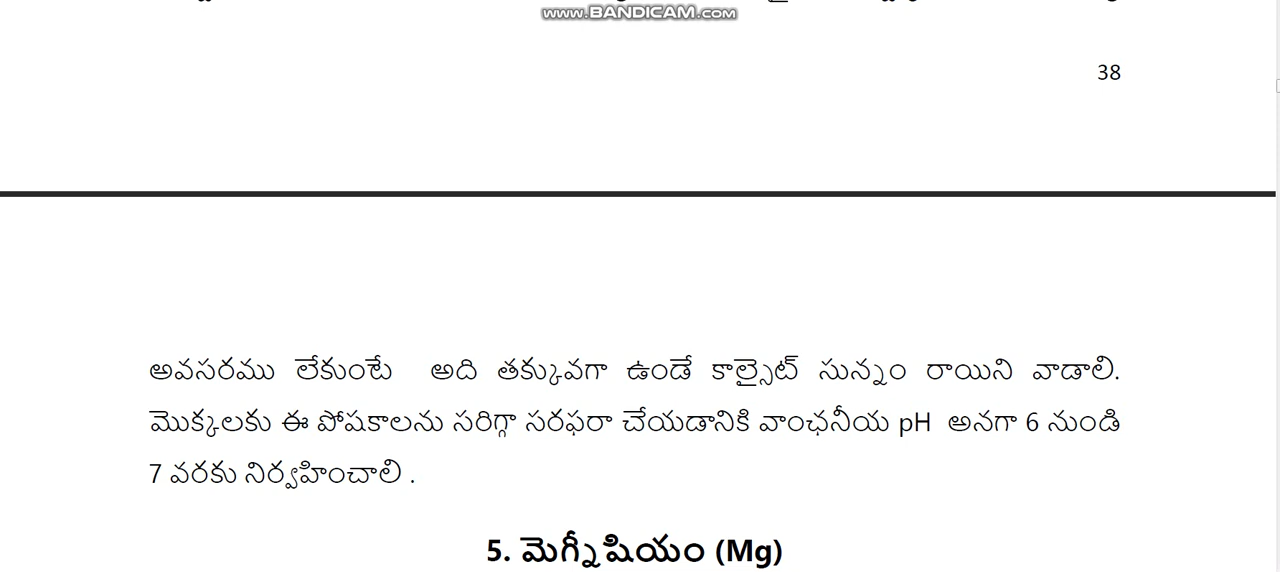 www.BANDICAM.com
38
అవసరము లేకుంటే అది తక్కువగా ఉండే కాల్సైట్ సున్నం రాయిని వాడాలి.
మొక్కలకు ఈ పోషకాలను సరిగ్గా సరఫరా చేయడానికి వాంఛనీయ pH అనగా 6 నుండి
7 వరకు నిర్వహించాలి .
5. మెగ్నీషియం (Mg)